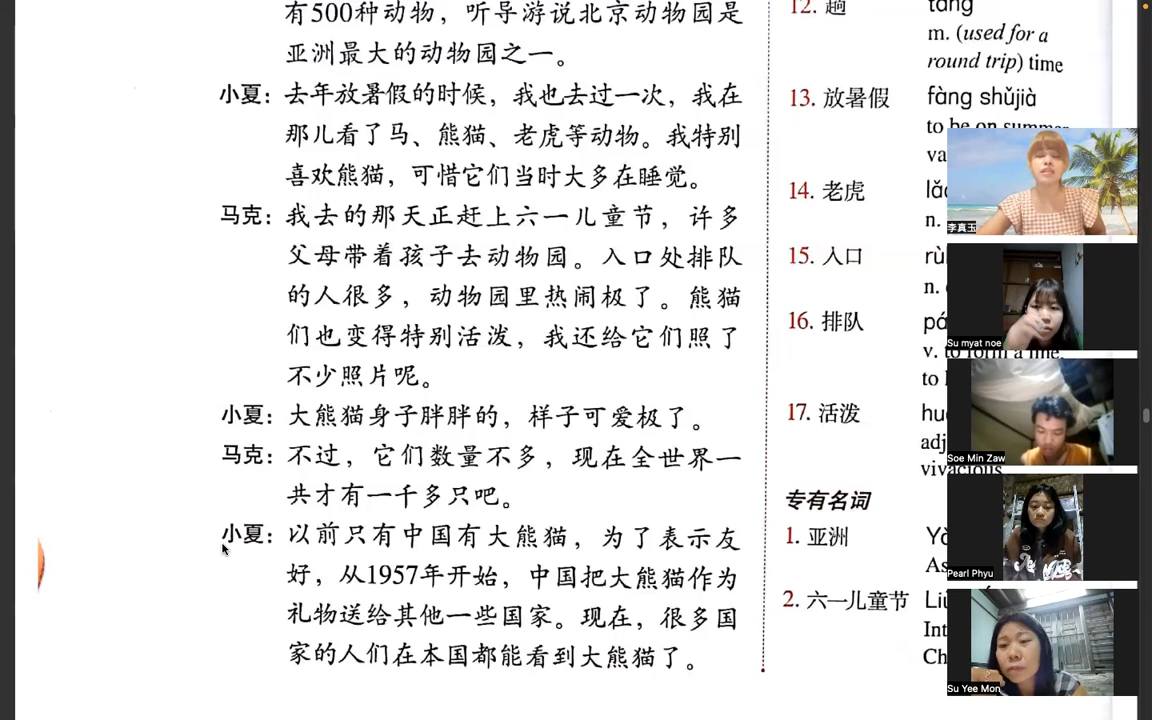 有500种动物，听导游说北京动物园是
亚洲最大的动物园之一。
小夏：去年放暑假的时候，我也去过一次，我在
那儿看了马、熊猫、老虎等动物。我特别
喜欢熊猫，可惜它们当时大多在睡觉。
马克：我去的那天正赶上六一儿童节，许多
父母带着孩子去动物园。入口处排队
的人很多，动物园里热闹极了。熊猫
们也变得特别活泼，我还给它们照了
不少照片呢。
小夏：大熊猫身子胖胖的，样子可爱极了。
马克：不过，它们数量不多，现在全世界一
共才有一千多只吧。
小夏：以前只有中国有大熊猫，为了表示友
好，从1957年开始，中国把大熊猫作为
礼物送给其他一些国家。现在，很多国
家的人们在本国都能看到大熊猫了。
12. 趟 tàng
m. (used for a
round trip) time
13. 放暑假 fàng shǔjià
to be on summer
va
14. 老虎
n.
15. 入口
n.
16. 排队
v. to form a line,
to
17. 活泼
adj
vivacious
专有名词
1. 亚洲
As
2. 六一儿童节
Int
Ch
李真玉
Su myat noe
Soe Min Zaw
Pearl Phyu
Su Yee Mon